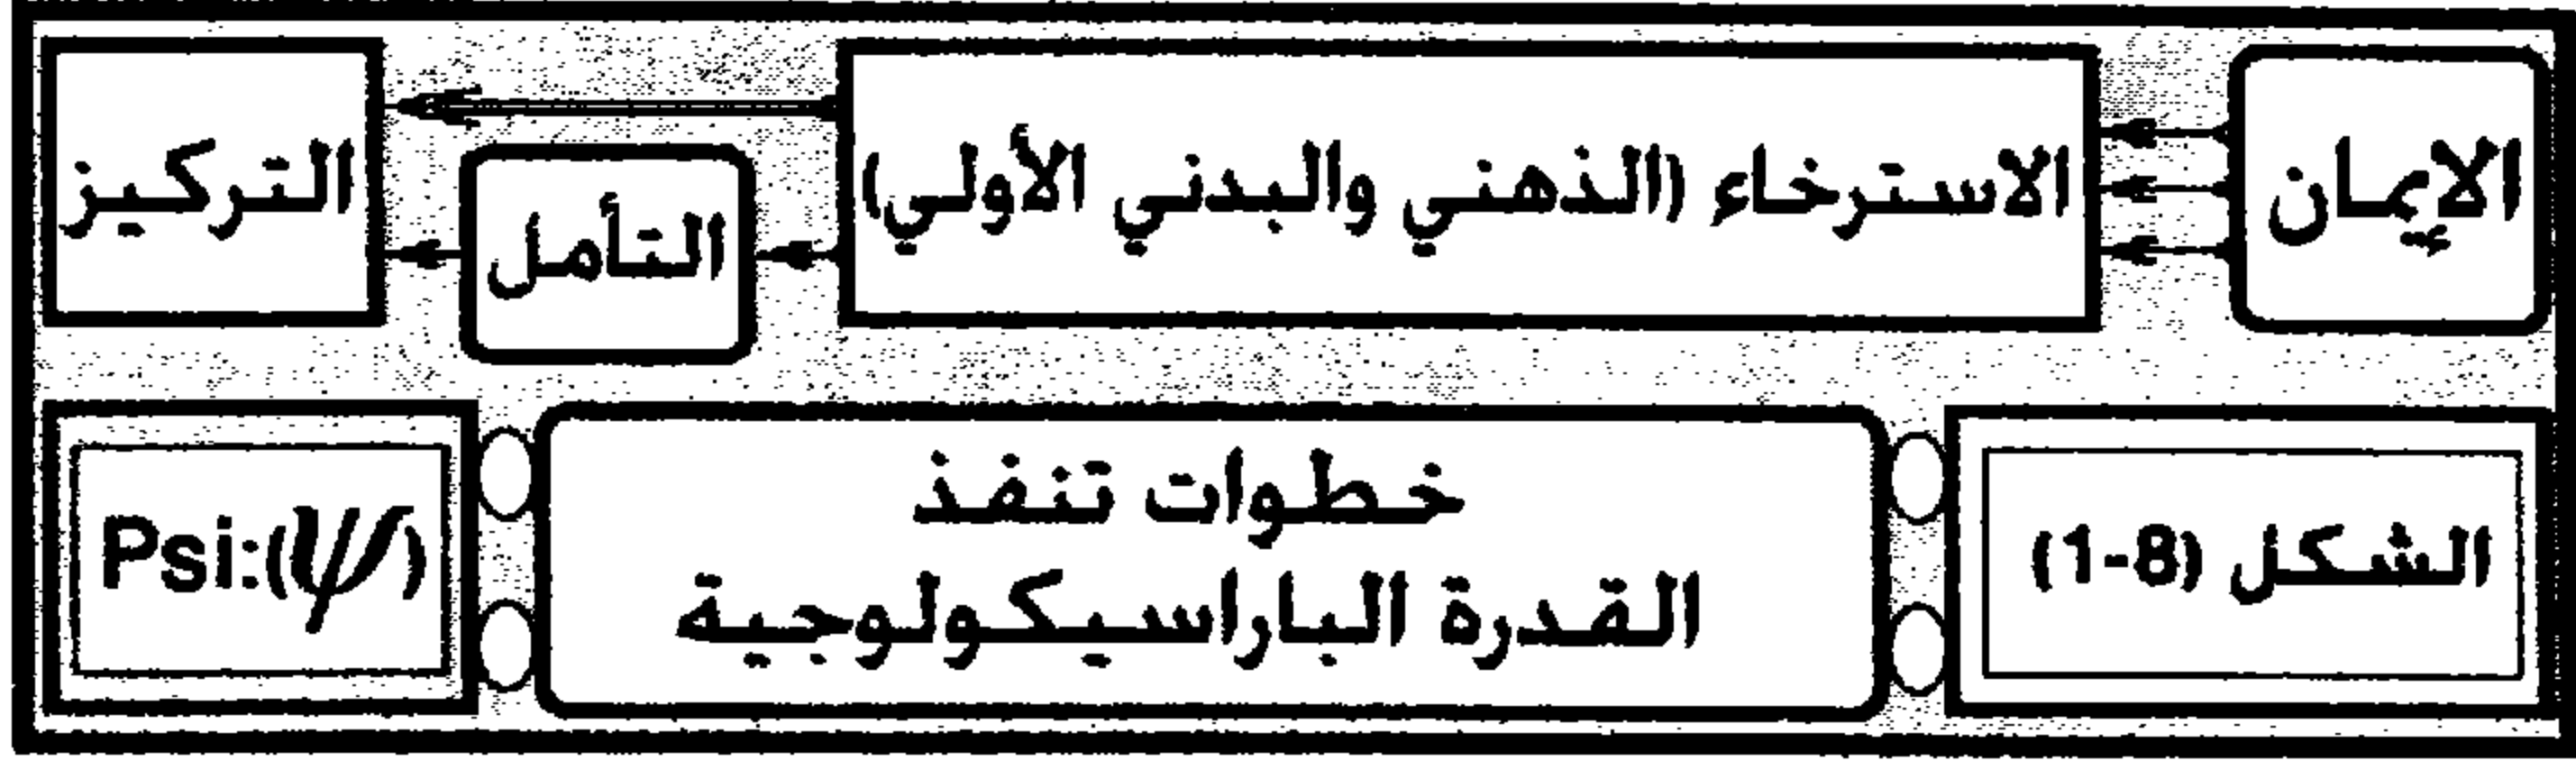 الإيمان
الاسترخاء (الذهني والبدني الأولي)
التأمل
التركيز
الشكل (8-1)
خطوات تنفذ
القدرة الباراسيكولوجية
Psi:(ψ)